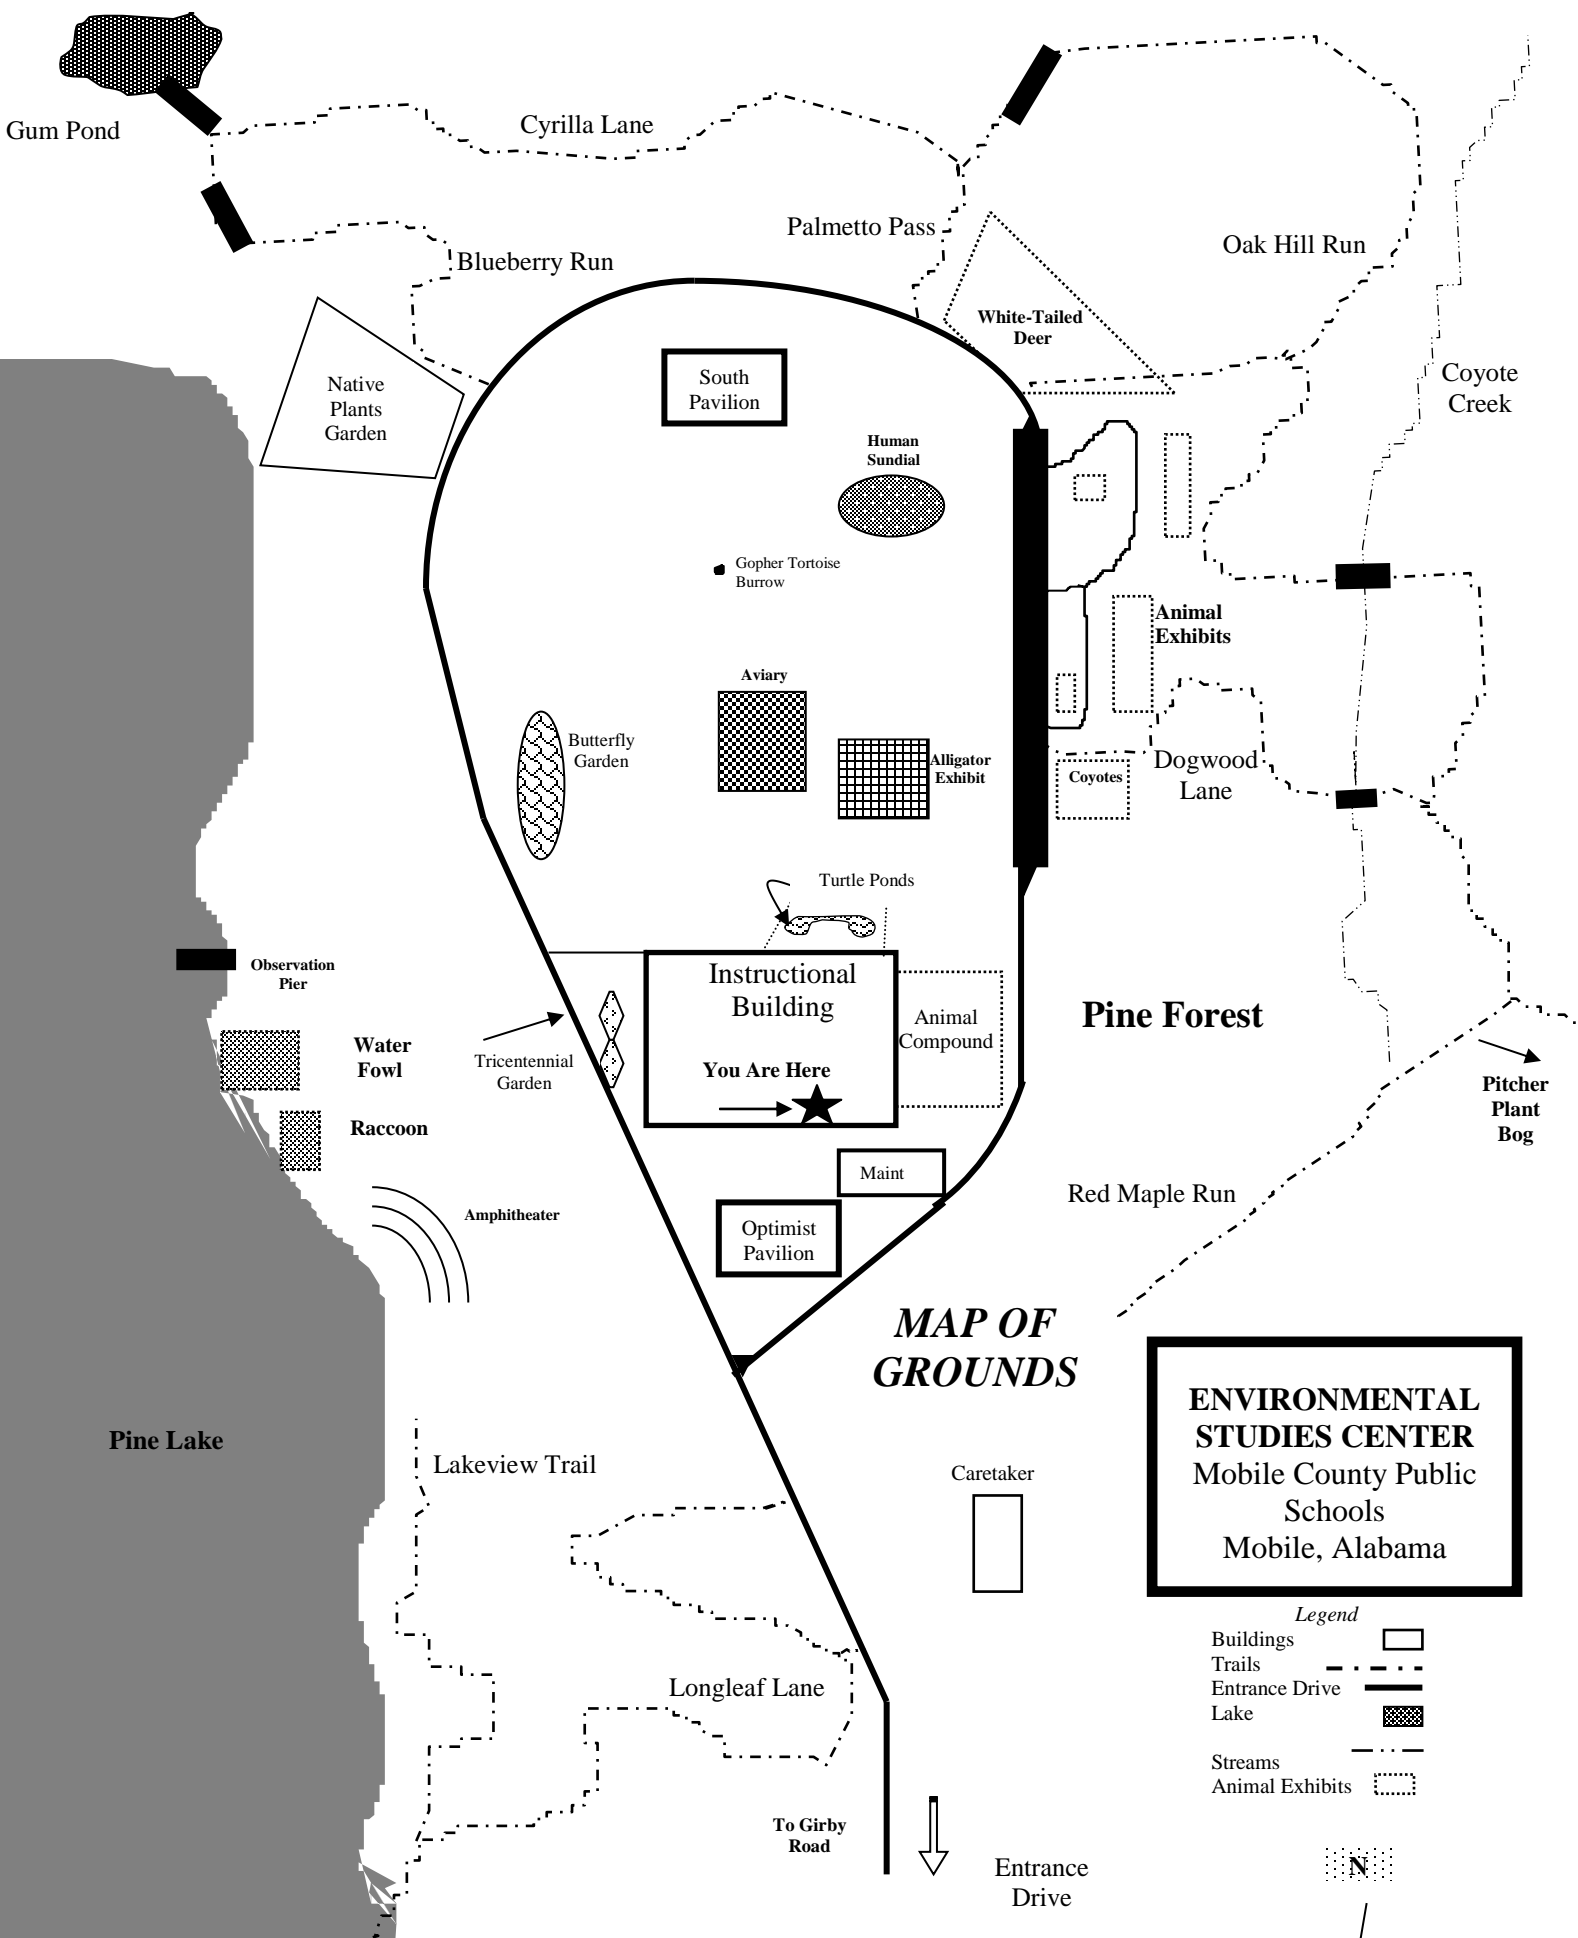 Gum Pond
Cyrilla Lane
Palmetto Pass
Oak Hill Run
Blueberry Run
White-Tailed
Deer
Coyote
Creek
Native
Plants
Garden
South
Pavilion
Human
Sundial
Gopher Tortoise
Burrow
Animal
Exhibits
Aviary
Butterfly
Garden
Alligator
Exhibit
Coyotes
Dogwood
Lane
Turtle Ponds
Observation
Pier
Instructional
Building
Animal
Compound
Pine Forest
Water
Fowl
Tricentennial
Garden
You Are Here
Pitcher
Plant
Bog
Raccoon
Maint
Red Maple Run
Amphitheater
Optimist
Pavilion
MAP OF
GROUNDS
ENVIRONMENTAL
STUDIES CENTER
Mobile County Public
Schools
Mobile, Alabama
Pine Lake
Lakeview Trail
Caretaker
Longleaf Lane
Legend
Buildings
Trails
Entrance Drive
Lake
Streams
Animal Exhibits
To Girby
Road
Entrance
Drive
N